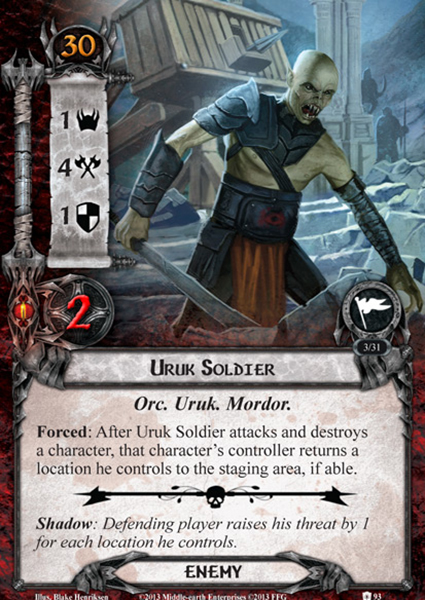 30
1
4
1
2
3/31
Uruk Soldier
Orc. Uruk. Mordor.
Forced: After Uruk Soldier attacks and destroys
a character, that character's controller returns a
location he controls to the staging area, if able.
Shadow: Defending player raises his threat by 1
for each location he controls.
ENEMY
Illus. Blake Henriksen ©2013 Middle-earth Enterprises ©2013 FFG 93